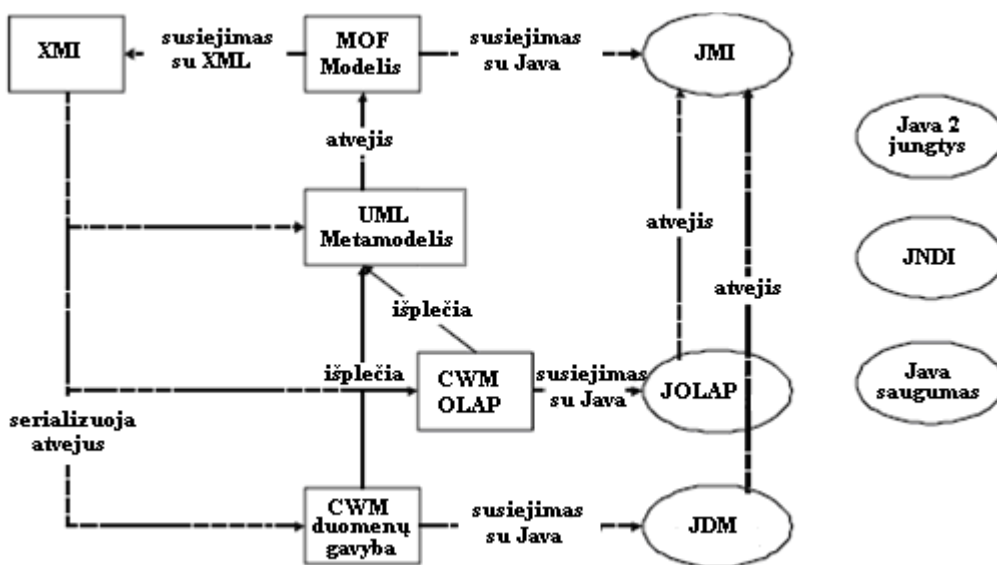 XMI
susiejimas
su XML
MOF
Modelis
susiejimas
su Java
JMI
Java 2
jungtys
atvejis
UML
Metamodelis
atvejis
JNDI
atvejis
išplečia
išplečia
CWM
OLAP
susiejimas
su Java
JOLAP
Java
saugumas
serializuoja
atvejus
CWM
duomenų
gavyba
susiejimas
su Java
JDM